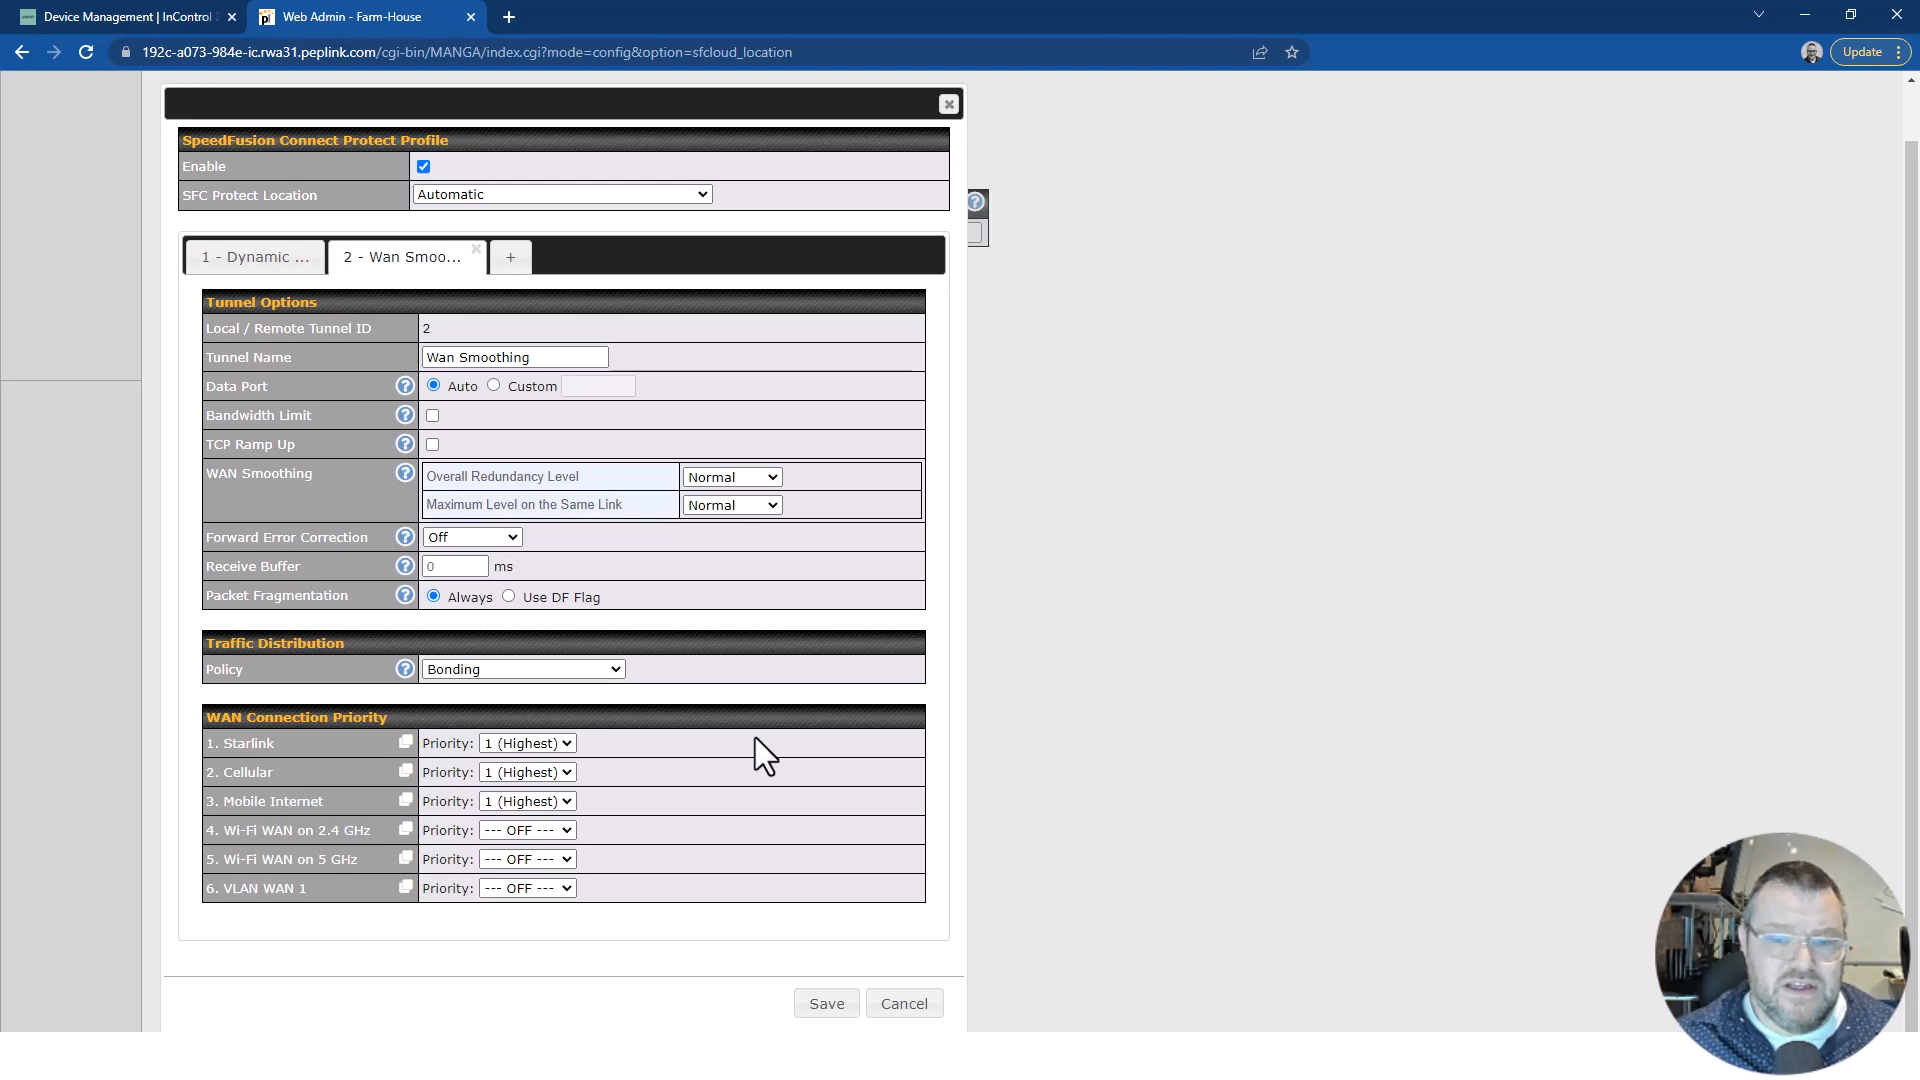 Device Management | InControl 2
Web Admin - Farm-House
192c-a073-984e-ic.rwa31.peplink.com/cgi-bin/MANGA/index.cgi?mode=config&option=sfcloud_location
Update
SpeedFusion Connect Protect Profile
Enable
SFC Protect Location Automatic
1 - Dynamic ... 2 - Wan Smoo... +
Tunnel Options
Local / Remote Tunnel ID 2
Tunnel Name Wan Smoothing
Data Port Auto Custom
Bandwidth Limit
TCP Ramp Up
WAN Smoothing Overall Redundancy Level Normal
Maximum Level on the Same Link Normal
Forward Error Correction Off
Receive Buffer 0 ms
Packet Fragmentation Always Use DF Flag
Traffic Distribution
Policy Bonding
WAN Connection Priority
1. Starlink Priority: 1 (Highest)
2. Cellular Priority: 1 (Highest)
3. Mobile Internet Priority: 1 (Highest)
4. Wi-Fi WAN on 2.4 GHz Priority: --- OFF ---
5. Wi-Fi WAN on 5 GHz Priority: --- OFF ---
6. VLAN WAN 1 Priority: --- OFF ---
Save Cancel